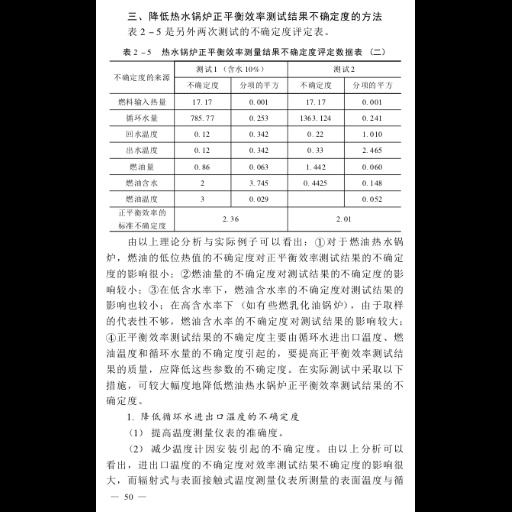 三、降低热水锅炉正平衡效率测试结果不确定度的方法
表2-5是另外两次测试的不确定度评定表。
表2-5 热水锅炉正平衡效率测量结果不确定度评定数据表（二）
不确定度的来源 测试1（含水10%） 测试2
不确定度 分项的平方 不确定度 分项的平方
燃料输入热量 17.17 0.001 17.17 0.001
循环水量 785.77 0.253 1363.124 0.241
回水温度 0.12 0.342 0.22 1.010
出水温度 0.12 0.342 0.33 2.465
燃油量 0.86 0.063 1.442 0.060
燃油含水 2 3.745 0.4425 0.148
燃油温度 3 0.029 0.052
正平衡效率的
标准不确定度 2.36 2.01
由以上理论分析与实际例子可以看出：①对于燃油热水锅
炉，燃油的低位热值的不确定度对正平衡效率测试结果的不确定
度的影响很小；②燃油量的不确定度对测试结果的不确定度的影
响较小；③在低含水率下，燃油含水率的不确定度对测试结果的
影响也较小；在高含水率下（如有些燃乳化油锅炉），由于取样
的代表性不够，燃油含水率的不确定度对测试结果的影响较大；
④正平衡效率测试结果的不确定度主要由循环水进出口温度、燃
油温度和循环水量的不确定度引起的，要提高正平衡效率测试结
果的质量，应降低这些参数的不确定度。在实际测试中采取以下
措施，可较大幅度地降低燃油热水锅炉正平衡效率测试结果的不
确定度。
1. 降低循环水进出口温度的不确定度
（1）提高温度测量仪表的准确度。
（2）减少温度计因安装引起的不确定度。由以上分析可以
看出，进出口温度的不确定度对效率测试结果不确定度的影响很
大，而辐射式与表面接触式温度测量仪表所测量的表面温度与循
— 50 —